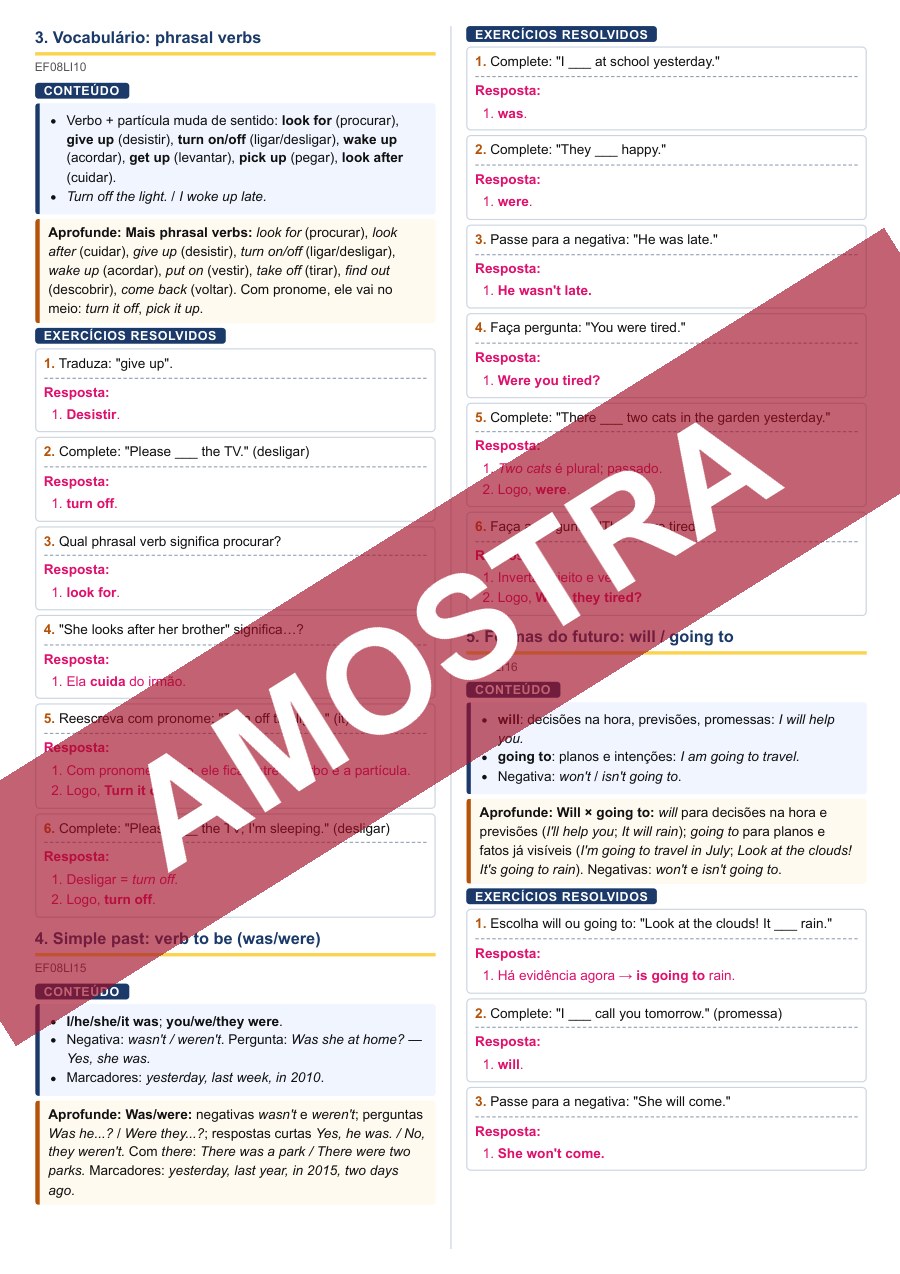 3. Vocabulário: phrasal verbs
EF08LI10
CONTEÚDO
• Verbo + partícula muda de sentido: look for (procurar),
give up (desistir), turn on/off (ligar/desligar), wake up
(acordar), get up (levantar), pick up (pegar), look after
(cuidar).
• Turn off the light. / I woke up late.
Aprofunde: Mais phrasal verbs: look for (procurar), look
after (cuidar), give up (desistir), turn on/off (ligar/desligar),
wake up (acordar), put on (vestir), take off (tirar), find out
(descobrir), come back (voltar). Com pronome, ele vai no
meio: turn it off, pick it up.
EXERCÍCIOS RESOLVIDOS
1. Traduza: "give up".
Resposta:
1. Desistir.
2. Complete: "Please ___ the TV." (desligar)
Resposta:
1. turn off.
3. Qual phrasal verb significa procurar?
Resposta:
1. look for.
4. "She looks after her brother" significa…?
Resposta:
1. Ela cuida do irmão.
5. Reescreva com pronome: off (it)
Resposta:
1. Com pronome ele fica e a partícula.
2. Logo, Turn it
6. Complete: the TV, I'm sleeping." (desligar)
Resposta:
1. Desligar = turn off.
2. Logo, turn off.
4. Simple past: verb to be (was/were)
EF08LI15
CONTEÚDO
• I/he/she/it was; you/we/they were.
• Negativa: wasn't / weren't. Pergunta: Was she at home? —
Yes, she was.
• Marcadores: yesterday, last week, in 2010.
Aprofunde: Was/were: negativas wasn't e weren't; perguntas
Was he...? / Were they...?; respostas curtas Yes, he was. / No,
they weren't. Com there: There was a park / There were two
parks. Marcadores: yesterday, last year, in 2015, two days
ago.
EXERCÍCIOS RESOLVIDOS
1. Complete: "I ___ at school yesterday."
Resposta:
1. was.
2. Complete: "They ___ happy."
Resposta:
1. were.
3. Passe para a negativa: "He was late."
Resposta:
1. He wasn't late.
4. Faça pergunta: "You were tired."
Resposta:
1. Were you tired?
5. Complete: "There ___ two cats in the garden yesterday."
Resposta:
1. Two cats é plural; passado.
2. Logo, were.
6. Faça
1.
2. Logo, they tired?
5. Formas do futuro: will / going to
CONTEÚDO
• will: decisões na hora, previsões, promessas: I will help
you.
• going to: planos e intenções: I am going to travel.
• Negativa: won't / isn't going to.
Aprofunde: Will × going to: will para decisões na hora e
previsões (I'll help you; It will rain); going to para planos e
fatos já visíveis (I'm going to travel in July; Look at the clouds!
It's going to rain). Negativas: won't e isn't going to.
EXERCÍCIOS RESOLVIDOS
1. Escolha will ou going to: "Look at the clouds! It ___ rain."
Resposta:
1. Há evidência agora → is going to rain.
2. Complete: "I ___ call you tomorrow." (promessa)
Resposta:
1. will.
3. Passe para a negativa: "She will come."
Resposta:
1. She won't come.
AMOSTRA